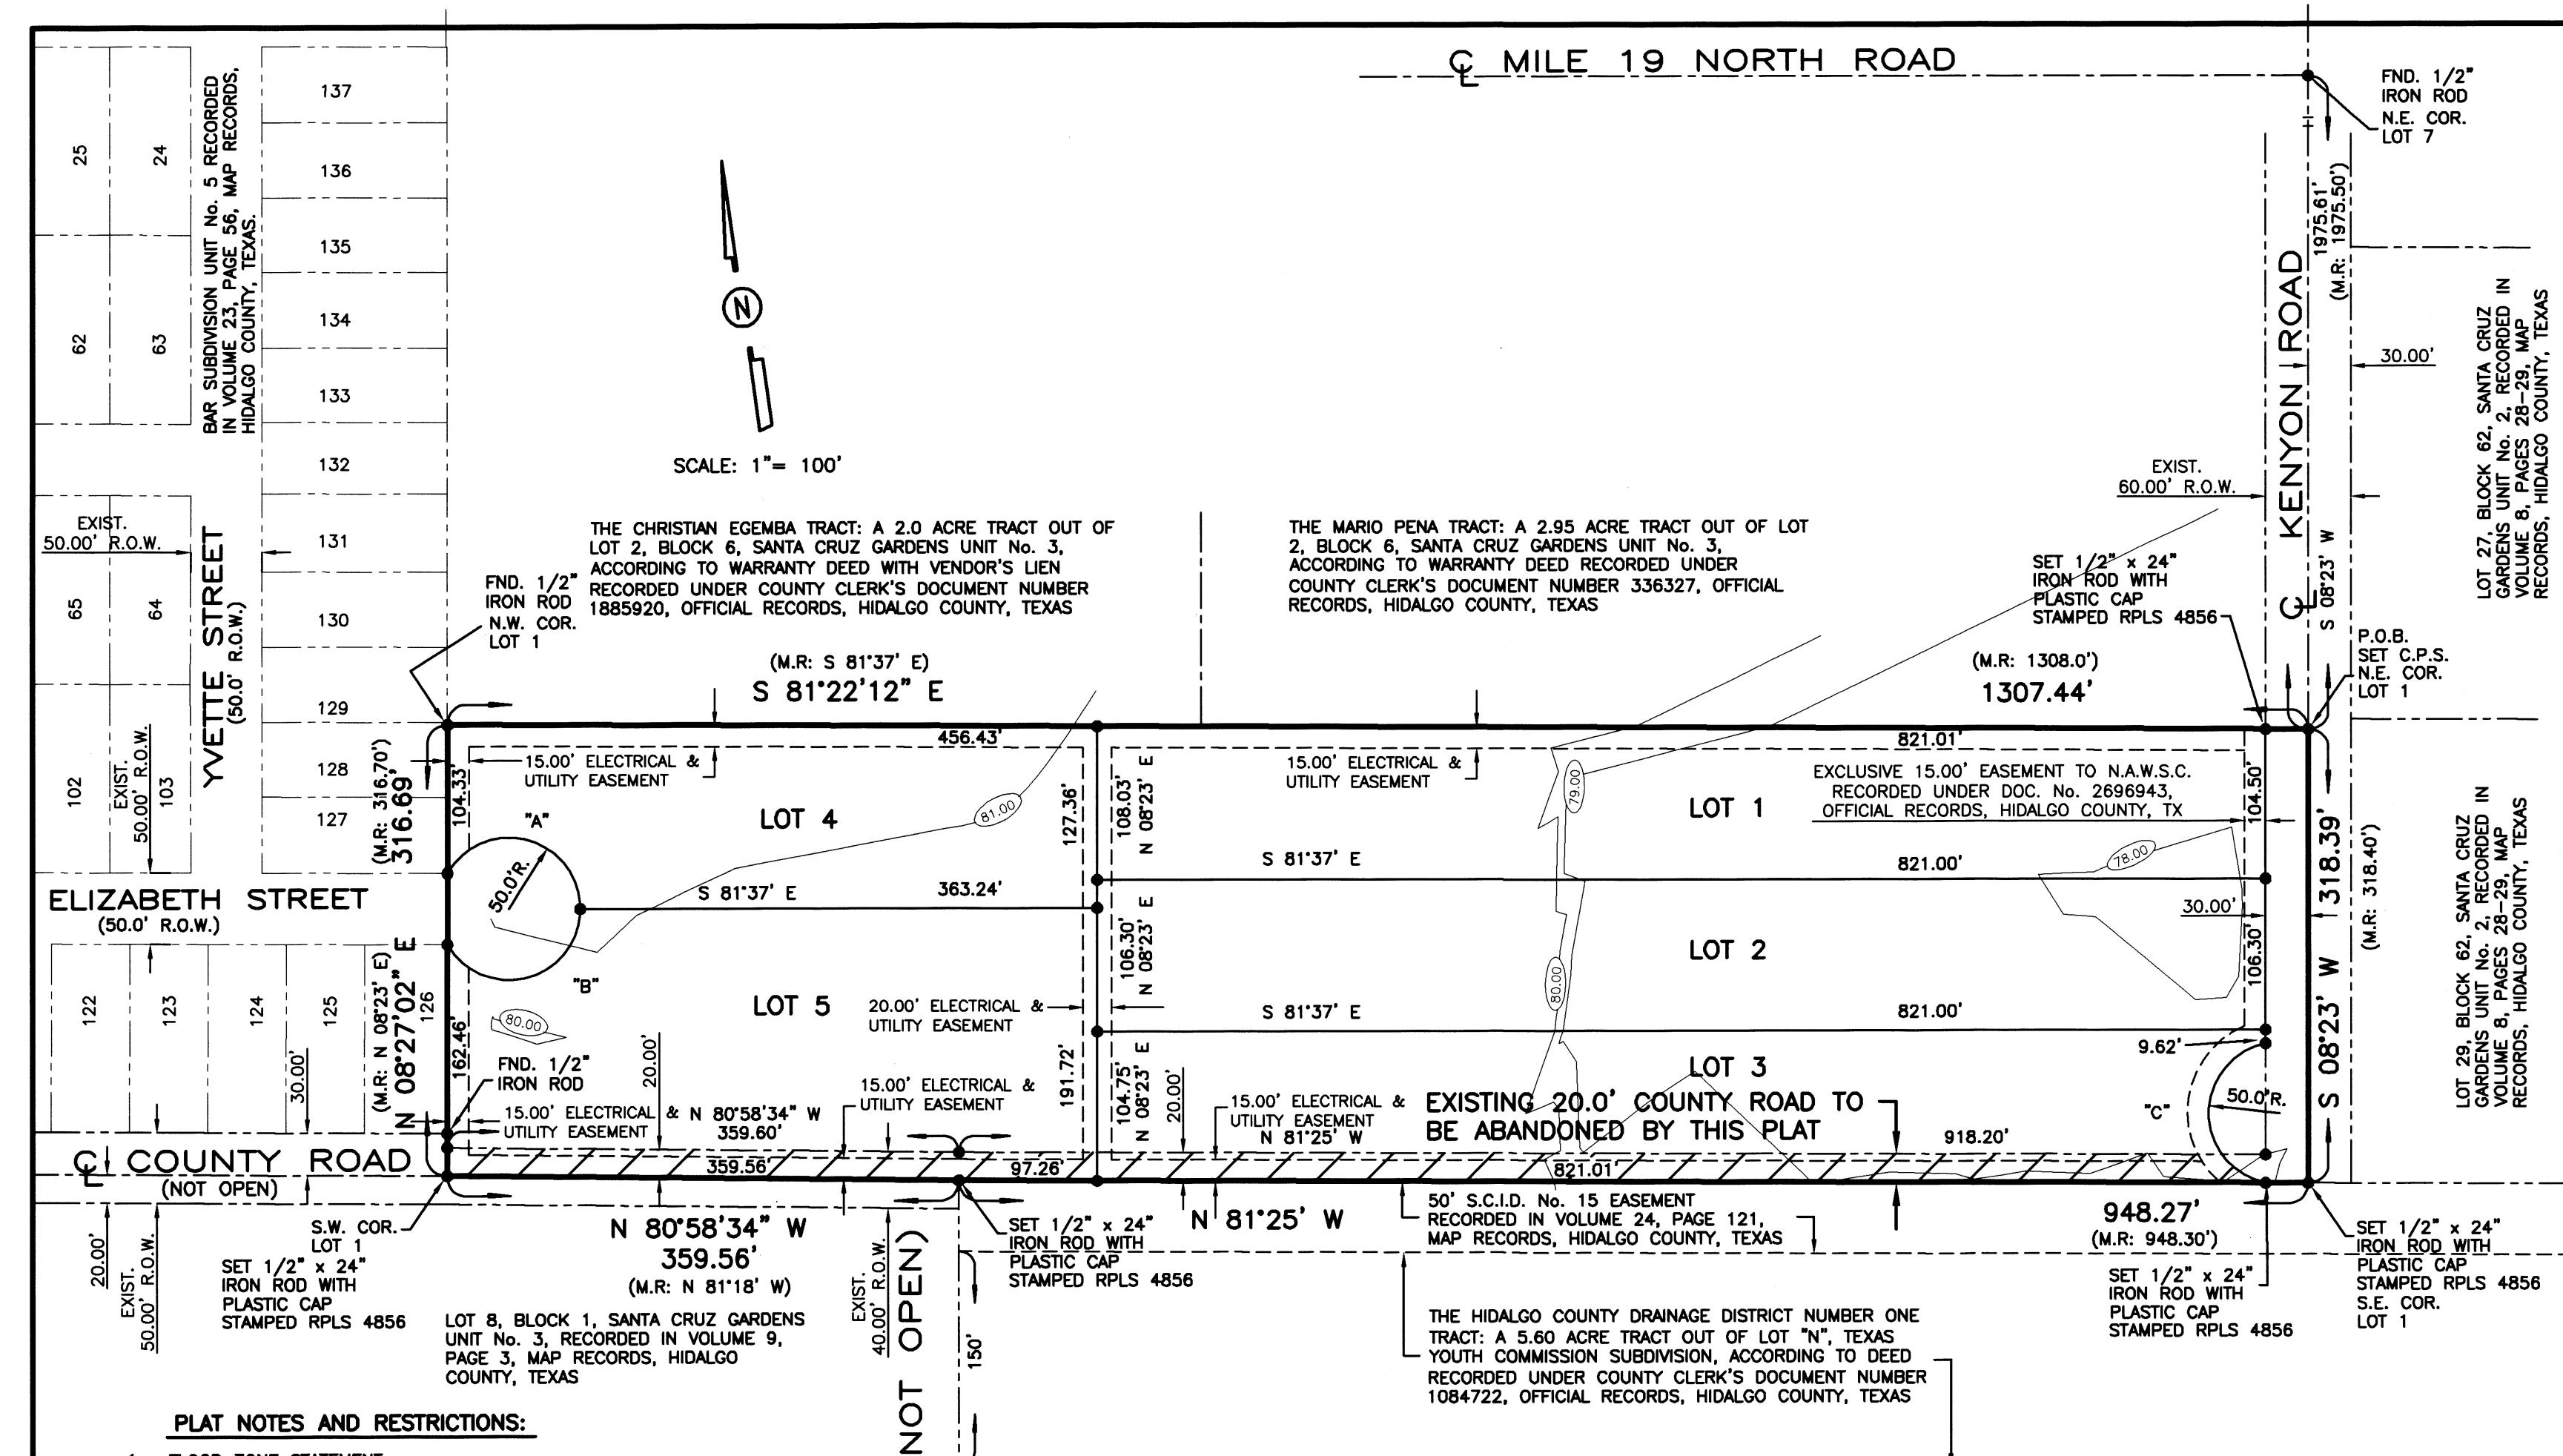 ℄ MILE 19 NORTH ROAD
FND. 1/2"
IRON ROD
N.E. COR.
LOT 7
25
24
62
63
BAR SUBDIVISION UNIT No. 5 RECORDED
IN VOLUME 23, PAGE 56, MAP RECORDS,
HIDALGO COUNTY, TEXAS.
137
136
135
134
133
132
131
130
129
128
127
N
SCALE: 1"= 100'
1975.61'
(M.R: 1975.50')
℄ KENYON ROAD
S 08°23' W
30.00'
EXIST.
60.00' R.O.W.
LOT 27, BLOCK 62, SANTA CRUZ
GARDENS UNIT No. 2, RECORDED IN
VOLUME 8, PAGES 28-29, MAP
RECORDS, HIDALGO COUNTY, TEXAS
EXIST.
50.00' R.O.W.
65
64
102
103
EXIST.
50.00' R.O.W.
YVETTE STREET
(50.0' R.O.W.)
FND. 1/2"
IRON ROD
N.W. COR.
LOT 1
THE CHRISTIAN EGEMBA TRACT: A 2.0 ACRE TRACT OUT OF
LOT 2, BLOCK 6, SANTA CRUZ GARDENS UNIT No. 3,
ACCORDING TO WARRANTY DEED WITH VENDOR'S LIEN
RECORDED UNDER COUNTY CLERK'S DOCUMENT NUMBER
1885920, OFFICIAL RECORDS, HIDALGO COUNTY, TEXAS
THE MARIO PENA TRACT: A 2.95 ACRE TRACT OUT OF LOT
2, BLOCK 6, SANTA CRUZ GARDENS UNIT No. 3,
ACCORDING TO WARRANTY DEED RECORDED UNDER
COUNTY CLERK'S DOCUMENT NUMBER 336327, OFFICIAL
RECORDS, HIDALGO COUNTY, TEXAS
SET 1/2" x 24"
IRON ROD WITH
PLASTIC CAP
STAMPED RPLS 4856
P.O.B.
SET C.P.S.
N.E. COR.
LOT 1
(M.R: S 81°37' E)
S 81°22'12" E
(M.R: 1308.0')
1307.44'
456.43'
821.01'
(M.R: 316.70')
316.69'
104.33'
15.00' ELECTRICAL &
UTILITY EASEMENT
LOT 4
81.00
127.36'
108.03'
N 08°23' E
15.00' ELECTRICAL &
UTILITY EASEMENT
79.00
LOT 1
EXCLUSIVE 15.00' EASEMENT TO N.A.W.S.C.
RECORDED UNDER DOC. No. 2696943,
OFFICIAL RECORDS, HIDALGO COUNTY, TX
104.50'
78.00
"A"
50.0'R.
S 81°37' E
363.24'
S 81°37' E
821.00'
30.00'
318.39'
(M.R: 318.40')
S 08°23' W
LOT 29, BLOCK 62, SANTA CRUZ
GARDENS UNIT No. 2, RECORDED IN
VOLUME 8, PAGES 28-29, MAP
RECORDS, HIDALGO COUNTY, TEXAS
ELIZABETH STREET
(50.0' R.O.W.)
122
123
124
125
126
30.00'
(M.R: N 08°23' E)
N 08°27'02" E
162.46'
"B"
80.00
LOT 5
20.00' ELECTRICAL &
UTILITY EASEMENT
106.30'
N 08°23' E
80.00
LOT 2
106.30'
S 81°37' E
821.00'
FND. 1/2"
IRON ROD
20.00'
15.00' ELECTRICAL &
UTILITY EASEMENT
N 80°58'34" W
359.60'
15.00' ELECTRICAL &
UTILITY EASEMENT
191.72'
104.75'
N 08°23' E
20.00'
15.00' ELECTRICAL &
UTILITY EASEMENT
N 81°25' W
LOT 3
EXISTING 20.0' COUNTY ROAD TO
BE ABANDONED BY THIS PLAT
918.20'
9.62'
"C"
50.0'R.
℄ COUNTY ROAD
(NOT OPEN)
359.56'
97.26'
821.01'
S.W. COR.
LOT 1
SET 1/2" x 24"
IRON ROD WITH
PLASTIC CAP
STAMPED RPLS 4856
20.00'
EXIST.
50.00' R.O.W.
N 80°58'34" W
359.56'
(M.R: N 81°18' W)
LOT 8, BLOCK 1, SANTA CRUZ GARDENS
UNIT No. 3, RECORDED IN VOLUME 9,
PAGE 3, MAP RECORDS, HIDALGO
COUNTY, TEXAS
EXIST.
40.00' R.O.W.
NOT OPEN)
150'
SET 1/2" x 24"
IRON ROD WITH
PLASTIC CAP
STAMPED RPLS 4856
N 81°25' W
50' S.C.I.D. No. 15 EASEMENT
RECORDED IN VOLUME 24, PAGE 121,
MAP RECORDS, HIDALGO COUNTY, TEXAS
948.27'
(M.R: 948.30')
SET 1/2" x 24"
IRON ROD WITH
PLASTIC CAP
STAMPED RPLS 4856
SET 1/2" x 24"
IRON ROD WITH
PLASTIC CAP
STAMPED RPLS 4856
S.E. COR.
LOT 1
THE HIDALGO COUNTY DRAINAGE DISTRICT NUMBER ONE
TRACT: A 5.60 ACRE TRACT OUT OF LOT "N", TEXAS
YOUTH COMMISSION SUBDIVISION, ACCORDING TO DEED
RECORDED UNDER COUNTY CLERK'S DOCUMENT NUMBER
1084722, OFFICIAL RECORDS, HIDALGO COUNTY, TEXAS
PLAT NOTES AND RESTRICTIONS: